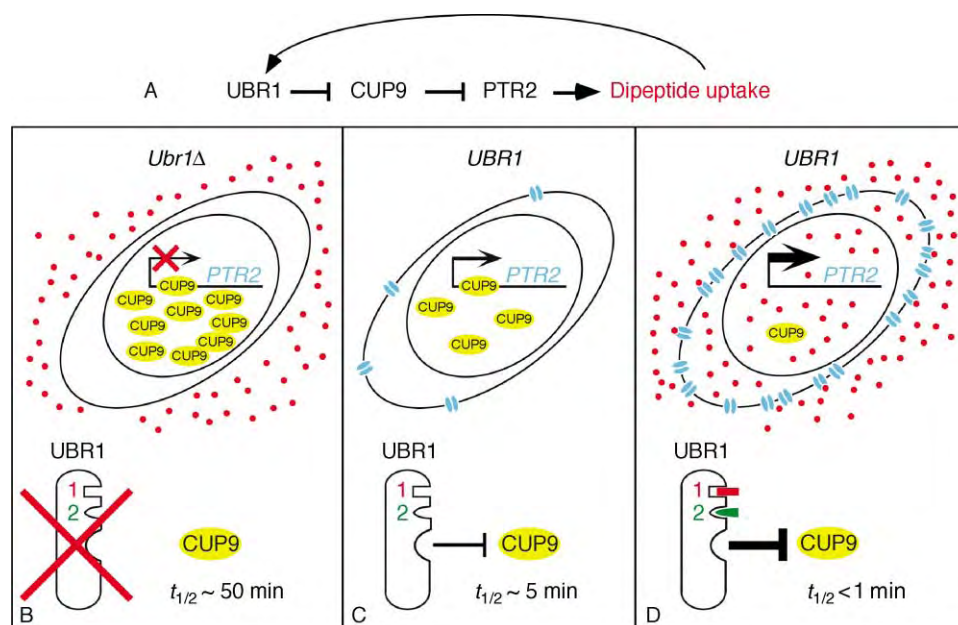 A UBR1 CUP9 PTR2 Dipeptide uptake
Ubr1Δ
PTR2
CUP9
CUP9 CUP9
CUP9
CUP9 CUP9
CUP9
CUP9 CUP9
UBR1
1
2
CUP9
B t1/2 ~ 50 min
UBR1
PTR2
CUP9
CUP9
CUP9
CUP9
UBR1
1
2
CUP9
C t1/2 ~ 5 min
UBR1
PTR2
CUP9
UBR1
1
2
CUP9
D t1/2 < 1 min